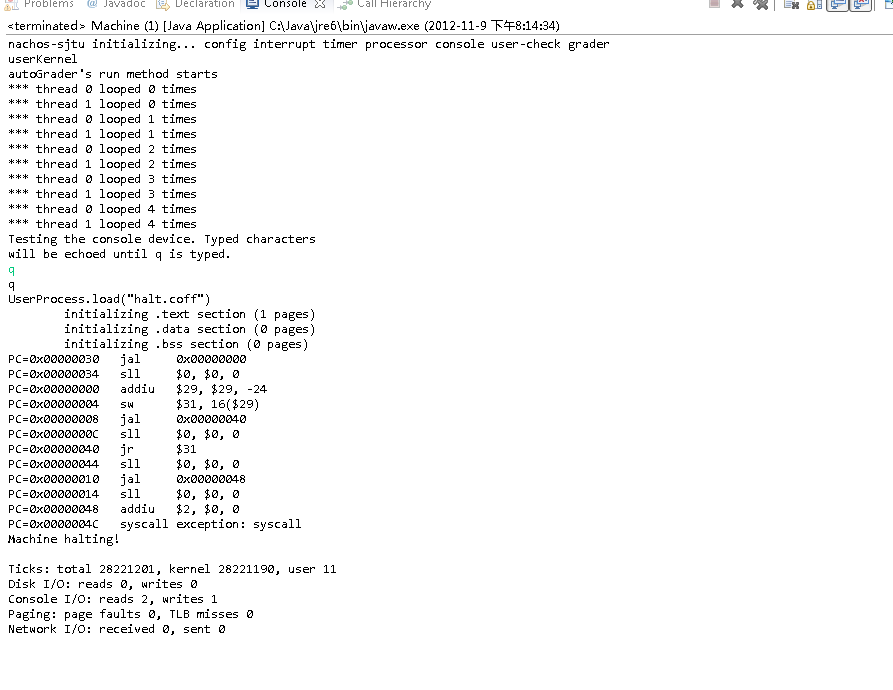 Problems @ Javadoc Declaration Console Call Hierarchy
<terminated> Machine (1) [Java Application] C:\Java\jre6\bin\javaw.exe (2012-11-9 下午8:14:34)
nachos-sjtu initializing... config interrupt timer processor console user-check grader
userKernel
autoGrader's run method starts
*** thread 0 looped 0 times
*** thread 1 looped 0 times
*** thread 0 looped 1 times
*** thread 1 looped 1 times
*** thread 0 looped 2 times
*** thread 1 looped 2 times
*** thread 0 looped 3 times
*** thread 1 looped 3 times
*** thread 0 looped 4 times
*** thread 1 looped 4 times
Testing the console device. Typed characters
will be echoed until q is typed.
q
q
UserProcess.load("halt.coff")
        initializing .text section (1 pages)
        initializing .data section (0 pages)
        initializing .bss section (0 pages)
PC=0x00000030   jal     0x00000000
PC=0x00000034   sll     $0, $0, 0
PC=0x00000000   addiu   $29, $29, -24
PC=0x00000004   sw      $31, 16($29)
PC=0x00000008   jal     0x00000040
PC=0x0000000C   sll     $0, $0, 0
PC=0x00000040   jr      $31
PC=0x00000044   sll     $0, $0, 0
PC=0x00000010   jal     0x00000048
PC=0x00000014   sll     $0, $0, 0
PC=0x00000048   addiu   $2, $0, 0
PC=0x0000004C   syscall exception: syscall
Machine halting!
Ticks: total 28221201, kernel 28221190, user 11
Disk I/O: reads 0, writes 0
Console I/O: reads 2, writes 1
Paging: page faults 0, TLB misses 0
Network I/O: received 0, sent 0